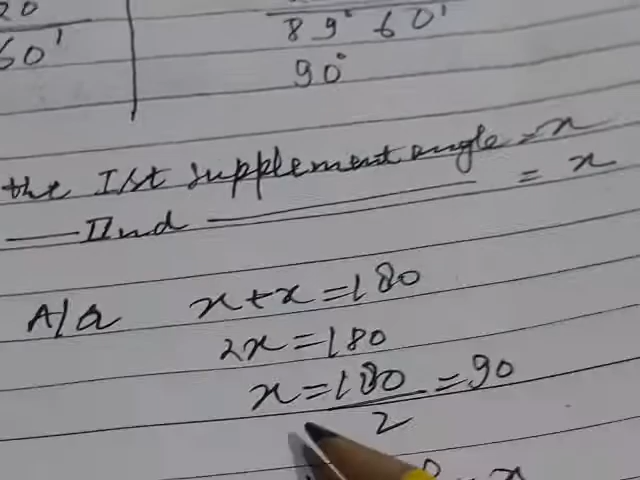 20
60'
89° 60'
90°
the Ist supplement angle = x
IInd = x
A/Q x + x = 180
2x = 180
x = 180/2 = 90
x